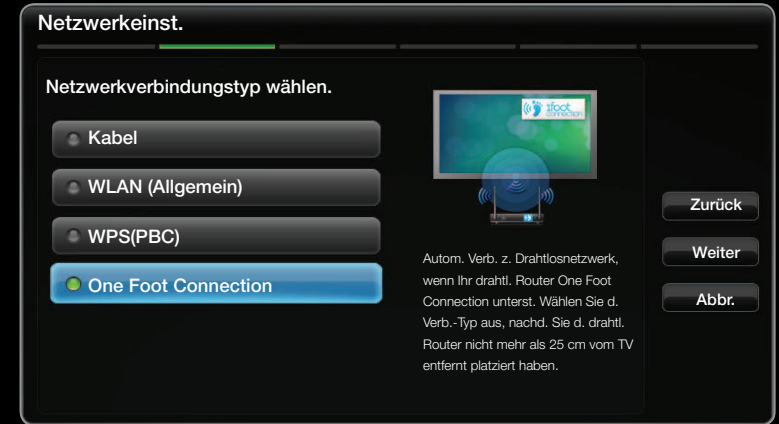 Netzwerkeinst.
Netzwerkverbindungstyp wählen.
Kabel
WLAN (Allgemein)
WPS(PBC)
One Foot Connection
1foot
connection
Autom. Verb. z. Drahtlosnetzwerk,
wenn Ihr drahtl. Router One Foot
Connection unterst. Wählen Sie d.
Verb.-Typ aus, nachd. Sie d. drahtl.
Router nicht mehr als 25 cm vom TV
entfernt platziert haben.
Zurück
Weiter
Abbr.